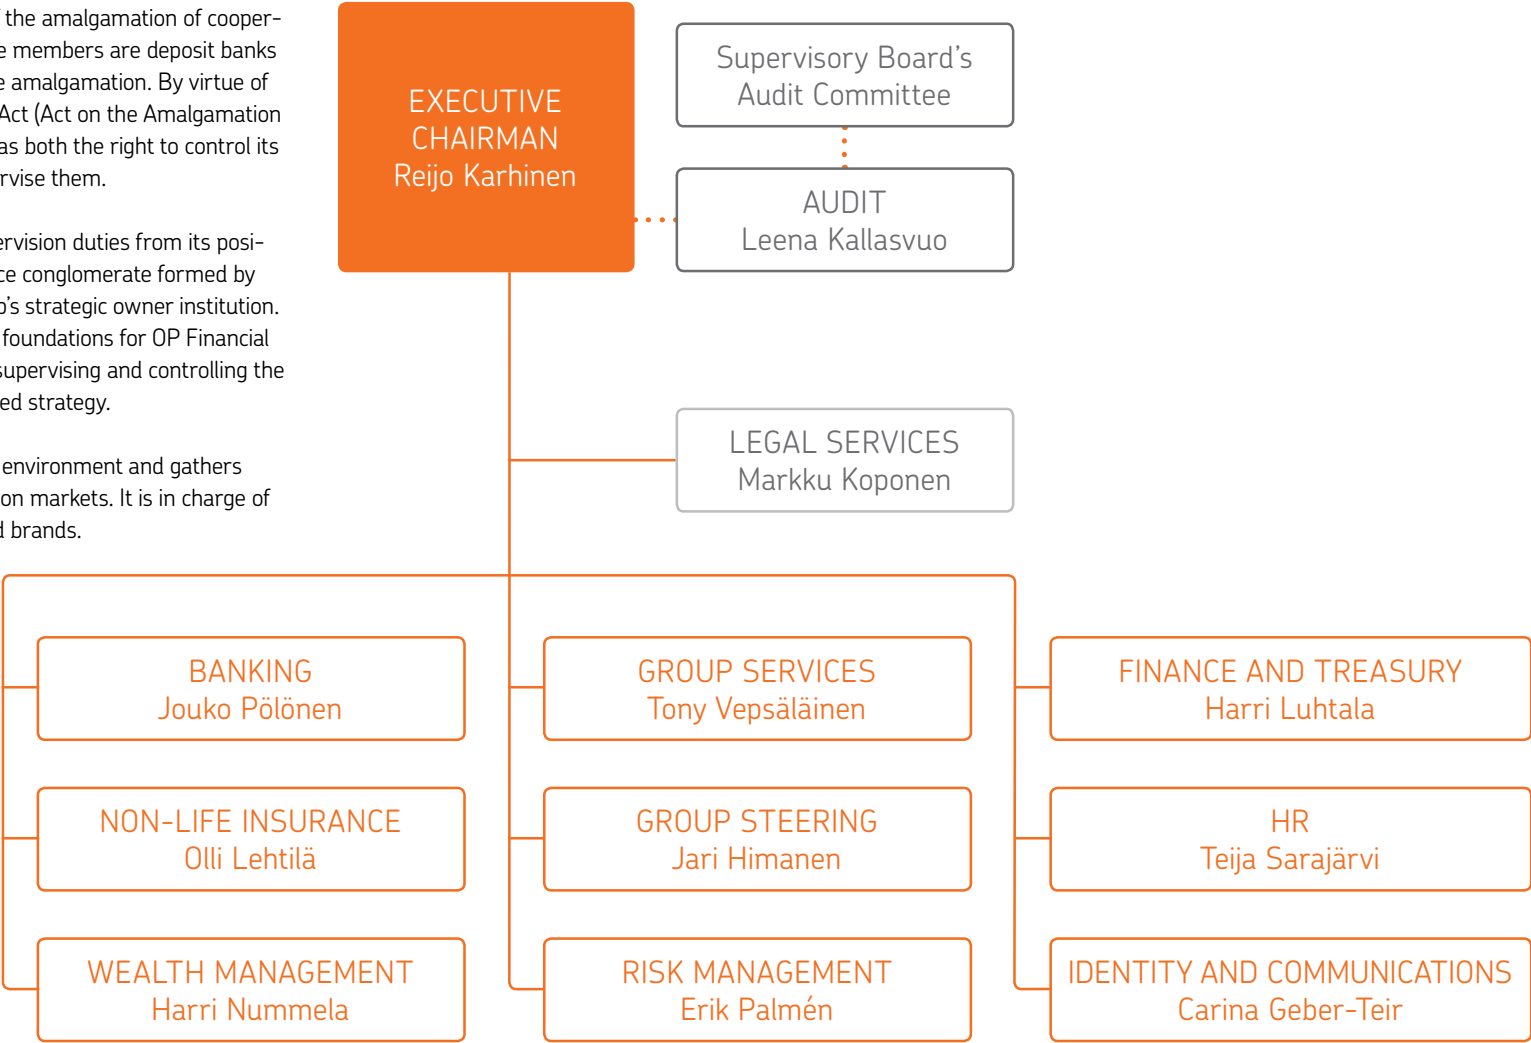 f the amalgamation of cooper-
e members are deposit banks
e amalgamation. By virtue of
Act (Act on the Amalgamation
as both the right to control its
rvise them.
ervision duties from its posi-
ce conglomerate formed by
o's strategic owner institution.
foundations for OP Financial
supervising and controlling the
ed strategy.
environment and gathers
on markets. It is in charge of
d brands.
EXECUTIVE
CHAIRMAN
Reijo Karhinen
Supervisory Board's
Audit Committee
AUDIT
Leena Kallasvuo
LEGAL SERVICES
Markku Koponen
BANKING
Jouko Pölönen
GROUP SERVICES
Tony Vepsäläinen
FINANCE AND TREASURY
Harri Luhtala
NON-LIFE INSURANCE
Olli Lehtilä
GROUP STEERING
Jari Himanen
HR
Teija Sarajärvi
WEALTH MANAGEMENT
Harri Nummela
RISK MANAGEMENT
Erik Palmén
IDENTITY AND COMMUNICATIONS
Carina Geber-Teir